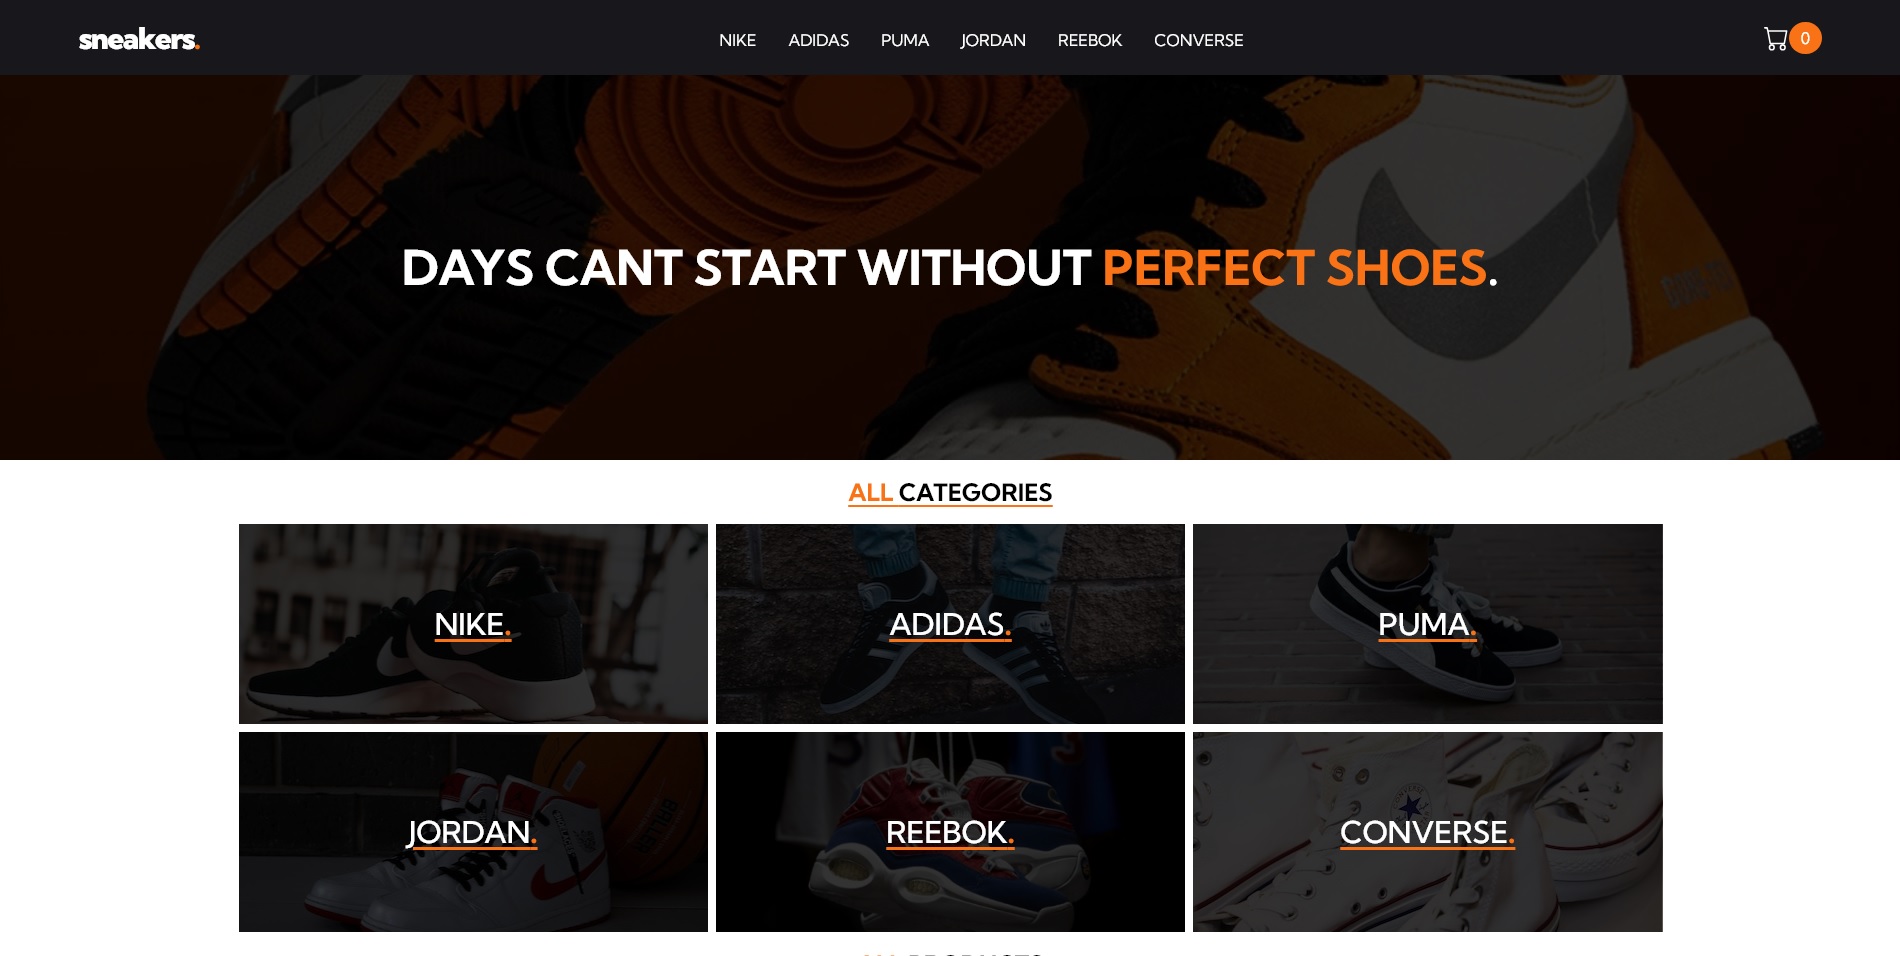 sneakers.
NIKE ADIDAS PUMA JORDAN REEBOK CONVERSE
0
DAYS CANT START WITHOUT PERFECT SHOES.
ALL CATEGORIES
NIKE.
ADIDAS.
PUMA.
JORDAN.
REEBOK.
CONVERSE.